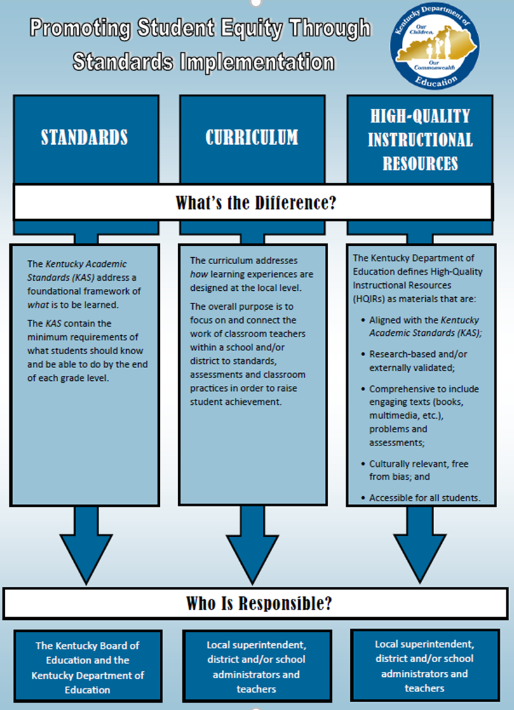 Promoting Student Equity Through
Standards Implementation
Kentucky Department of
Our
Children,
Our
Commonwealth
Education
STANDARDS
CURRICULUM
HIGH-QUALITY
INSTRUCTIONAL
RESOURCES
What's the Difference?
The Kentucky Academic
Standards (KAS) address a
foundational framework of
what is to be learned.
The KAS contain the
minimum requirements of
what students should know
and be able to do by the end
of each grade level.
The curriculum addresses
how learning experiences are
designed at the local level.
The overall purpose is to
focus on and connect the
work of classroom teachers
within a school and/or
district to standards,
assessments and classroom
practices in order to raise
student achievement.
The Kentucky Department of
Education defines High-Quality
Instructional Resources
(HQIRs) as materials that are:
• Aligned with the Kentucky
Academic Standards (KAS);
• Research-based and/or
externally validated;
• Comprehensive to include
engaging texts (books,
multimedia, etc.),
problems and
assessments;
• Culturally relevant, free
from bias; and
• Accessible for all students.
Who Is Responsible?
The Kentucky Board of
Education and the
Kentucky Department of
Education
Local superintendent,
district and/or school
administrators and
teachers
Local superintendent,
district and/or school
administrators and
teachers